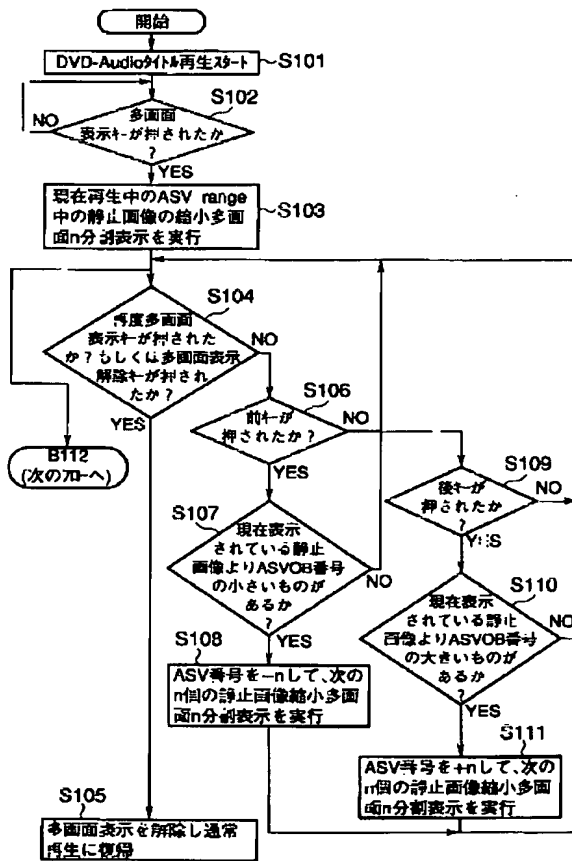 開始
DVD-Audioタイトル再生スタート
S101
S102
多画面
表示キーが押されたか
?
NO
YES
現在再生中のASV range
中の静止画像の縮小多画
面n分割表示を実行
S103
S104
再度多画面
表示キーが押された
か?もしくは多画面表示
解除キーが押され
たか?
NO
YES
B112
(次のフローへ)
S106
前キーが
押されたか?
NO
YES
S109
後キーが
押されたか
?
NO
YES
S107
現在表示
されている静止
画像よりASVOB番号
の小さいものが
あるか
?
NO
YES
S110
現在表示
されている静止
画像よりASVOB番号
の大きいものが
あるか
?
NO
YES
S108
ASV番号を−nして、次の
n個の静止画像縮小多画
面n分割表示を実行
S111
ASV番号を+nして、次の
n個の静止画像縮小多画
面n分割表示を実行
S105
多画面表示を解除し通常
再生に復帰